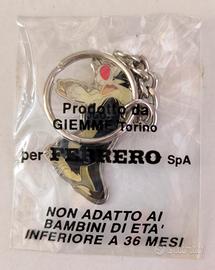 Prodotto da
GIEMME Torino
per FERRERO SpA
NON ADATTO AI
BAMBINI DI ETA'
INFERIORE A 36 MESI